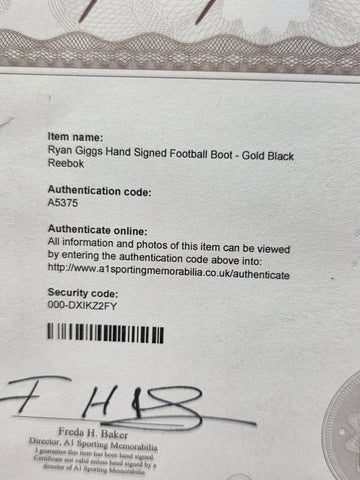 Item name:
Ryan Giggs Hand Signed Football Boot - Gold Black
Reebok
Authentication code:
A5375
Authenticate online:
All information and photos of this item can be viewed
by entering the authentication code above into:
http://www.a1sportingmemorabilia.co.uk/authenticate
Security code:
000-DXIKZ2FY
Freda H. Baker
Director, A1 Sporting Memorabilia
I guarantee this item has been hand signed.
Certificate not valid unless hand signed by a
director of A1 Sporting Memorabilia.